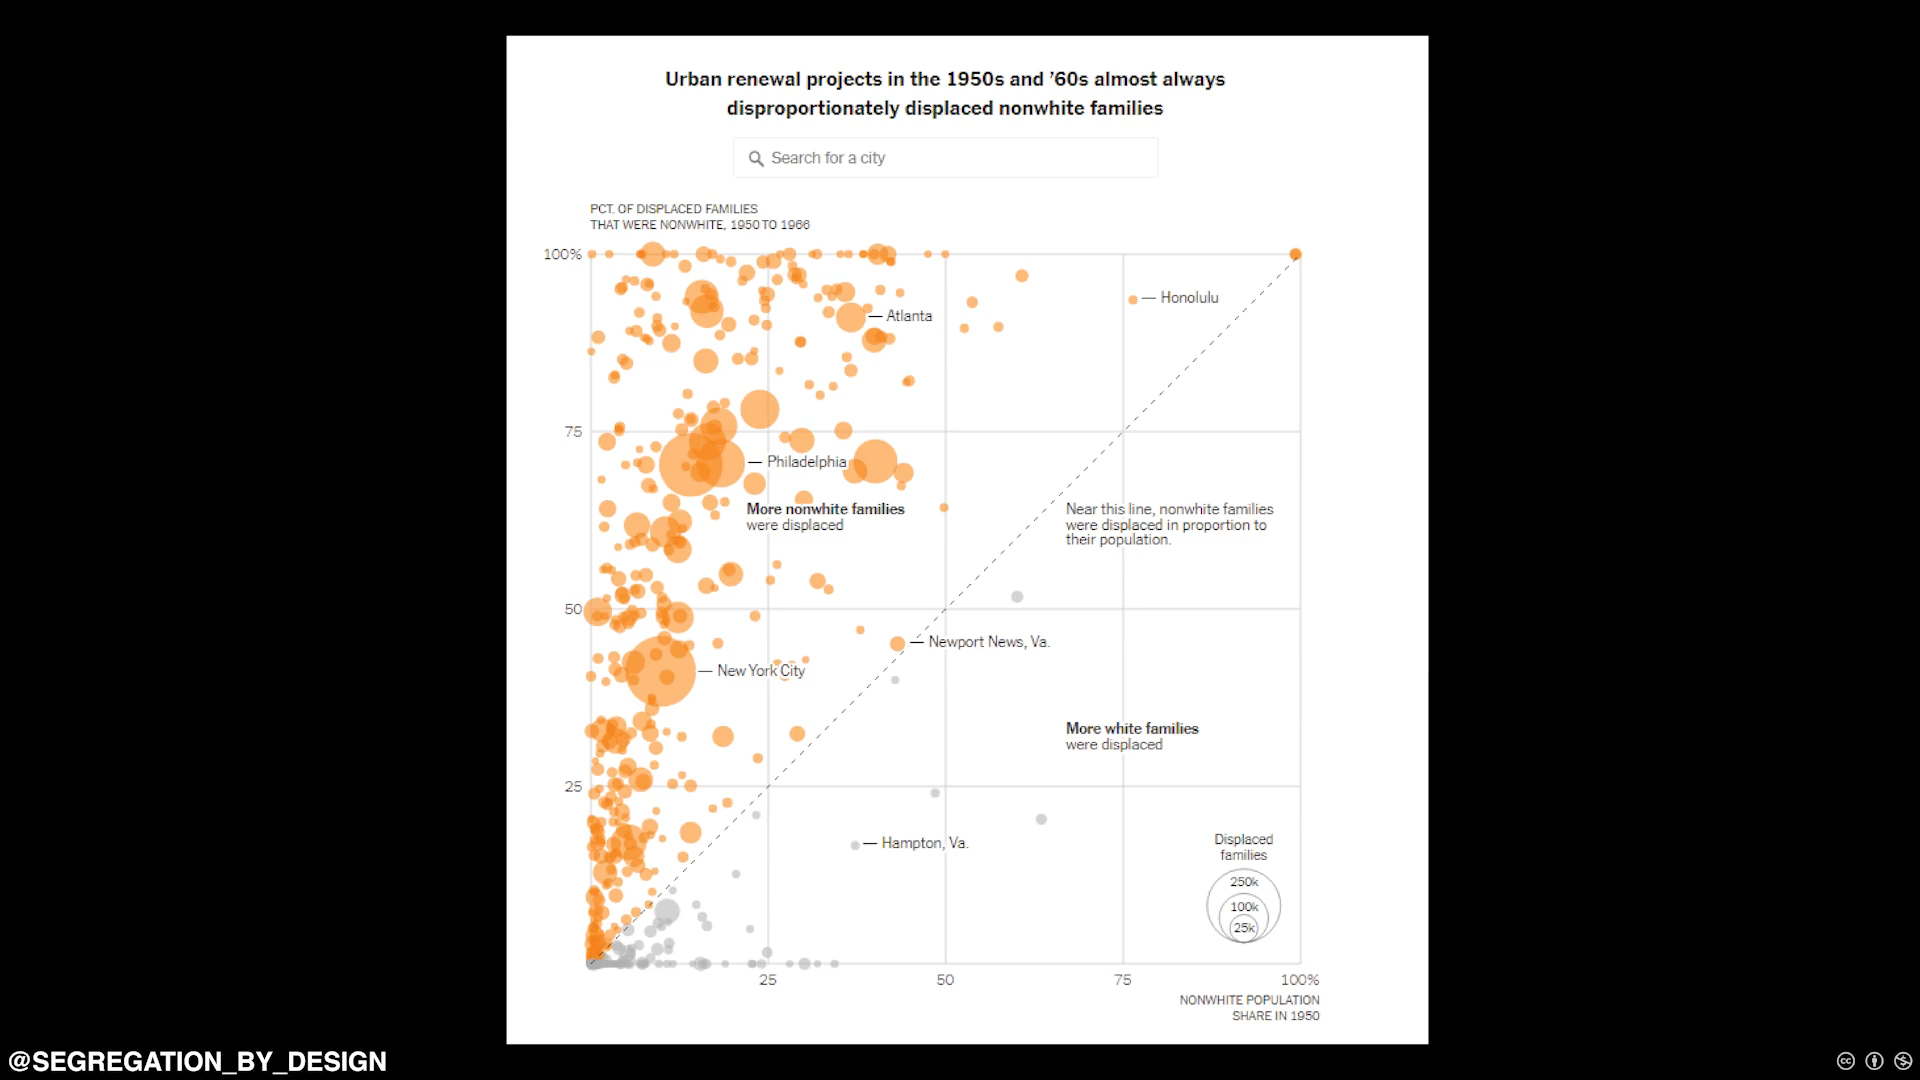 Urban renewal projects in the 1950s and ’60s almost always
disproportionately displaced nonwhite families
Search for a city
PCT. OF DISPLACED FAMILIES
THAT WERE NONWHITE, 1950 TO 1966
100%
Honolulu
Atlanta
75
Philadelphia
More nonwhite families
were displaced
Near this line, nonwhite families
were displaced in proportion to
their population.
50
Newport News, Va.
New York City
More white families
were displaced
25
Hampton, Va.
Displaced
families
250k
100k
25k
25 50 75 100%
NONWHITE POPULATION
SHARE IN 1950
@SEGREGATION_BY_DESIGN
cc